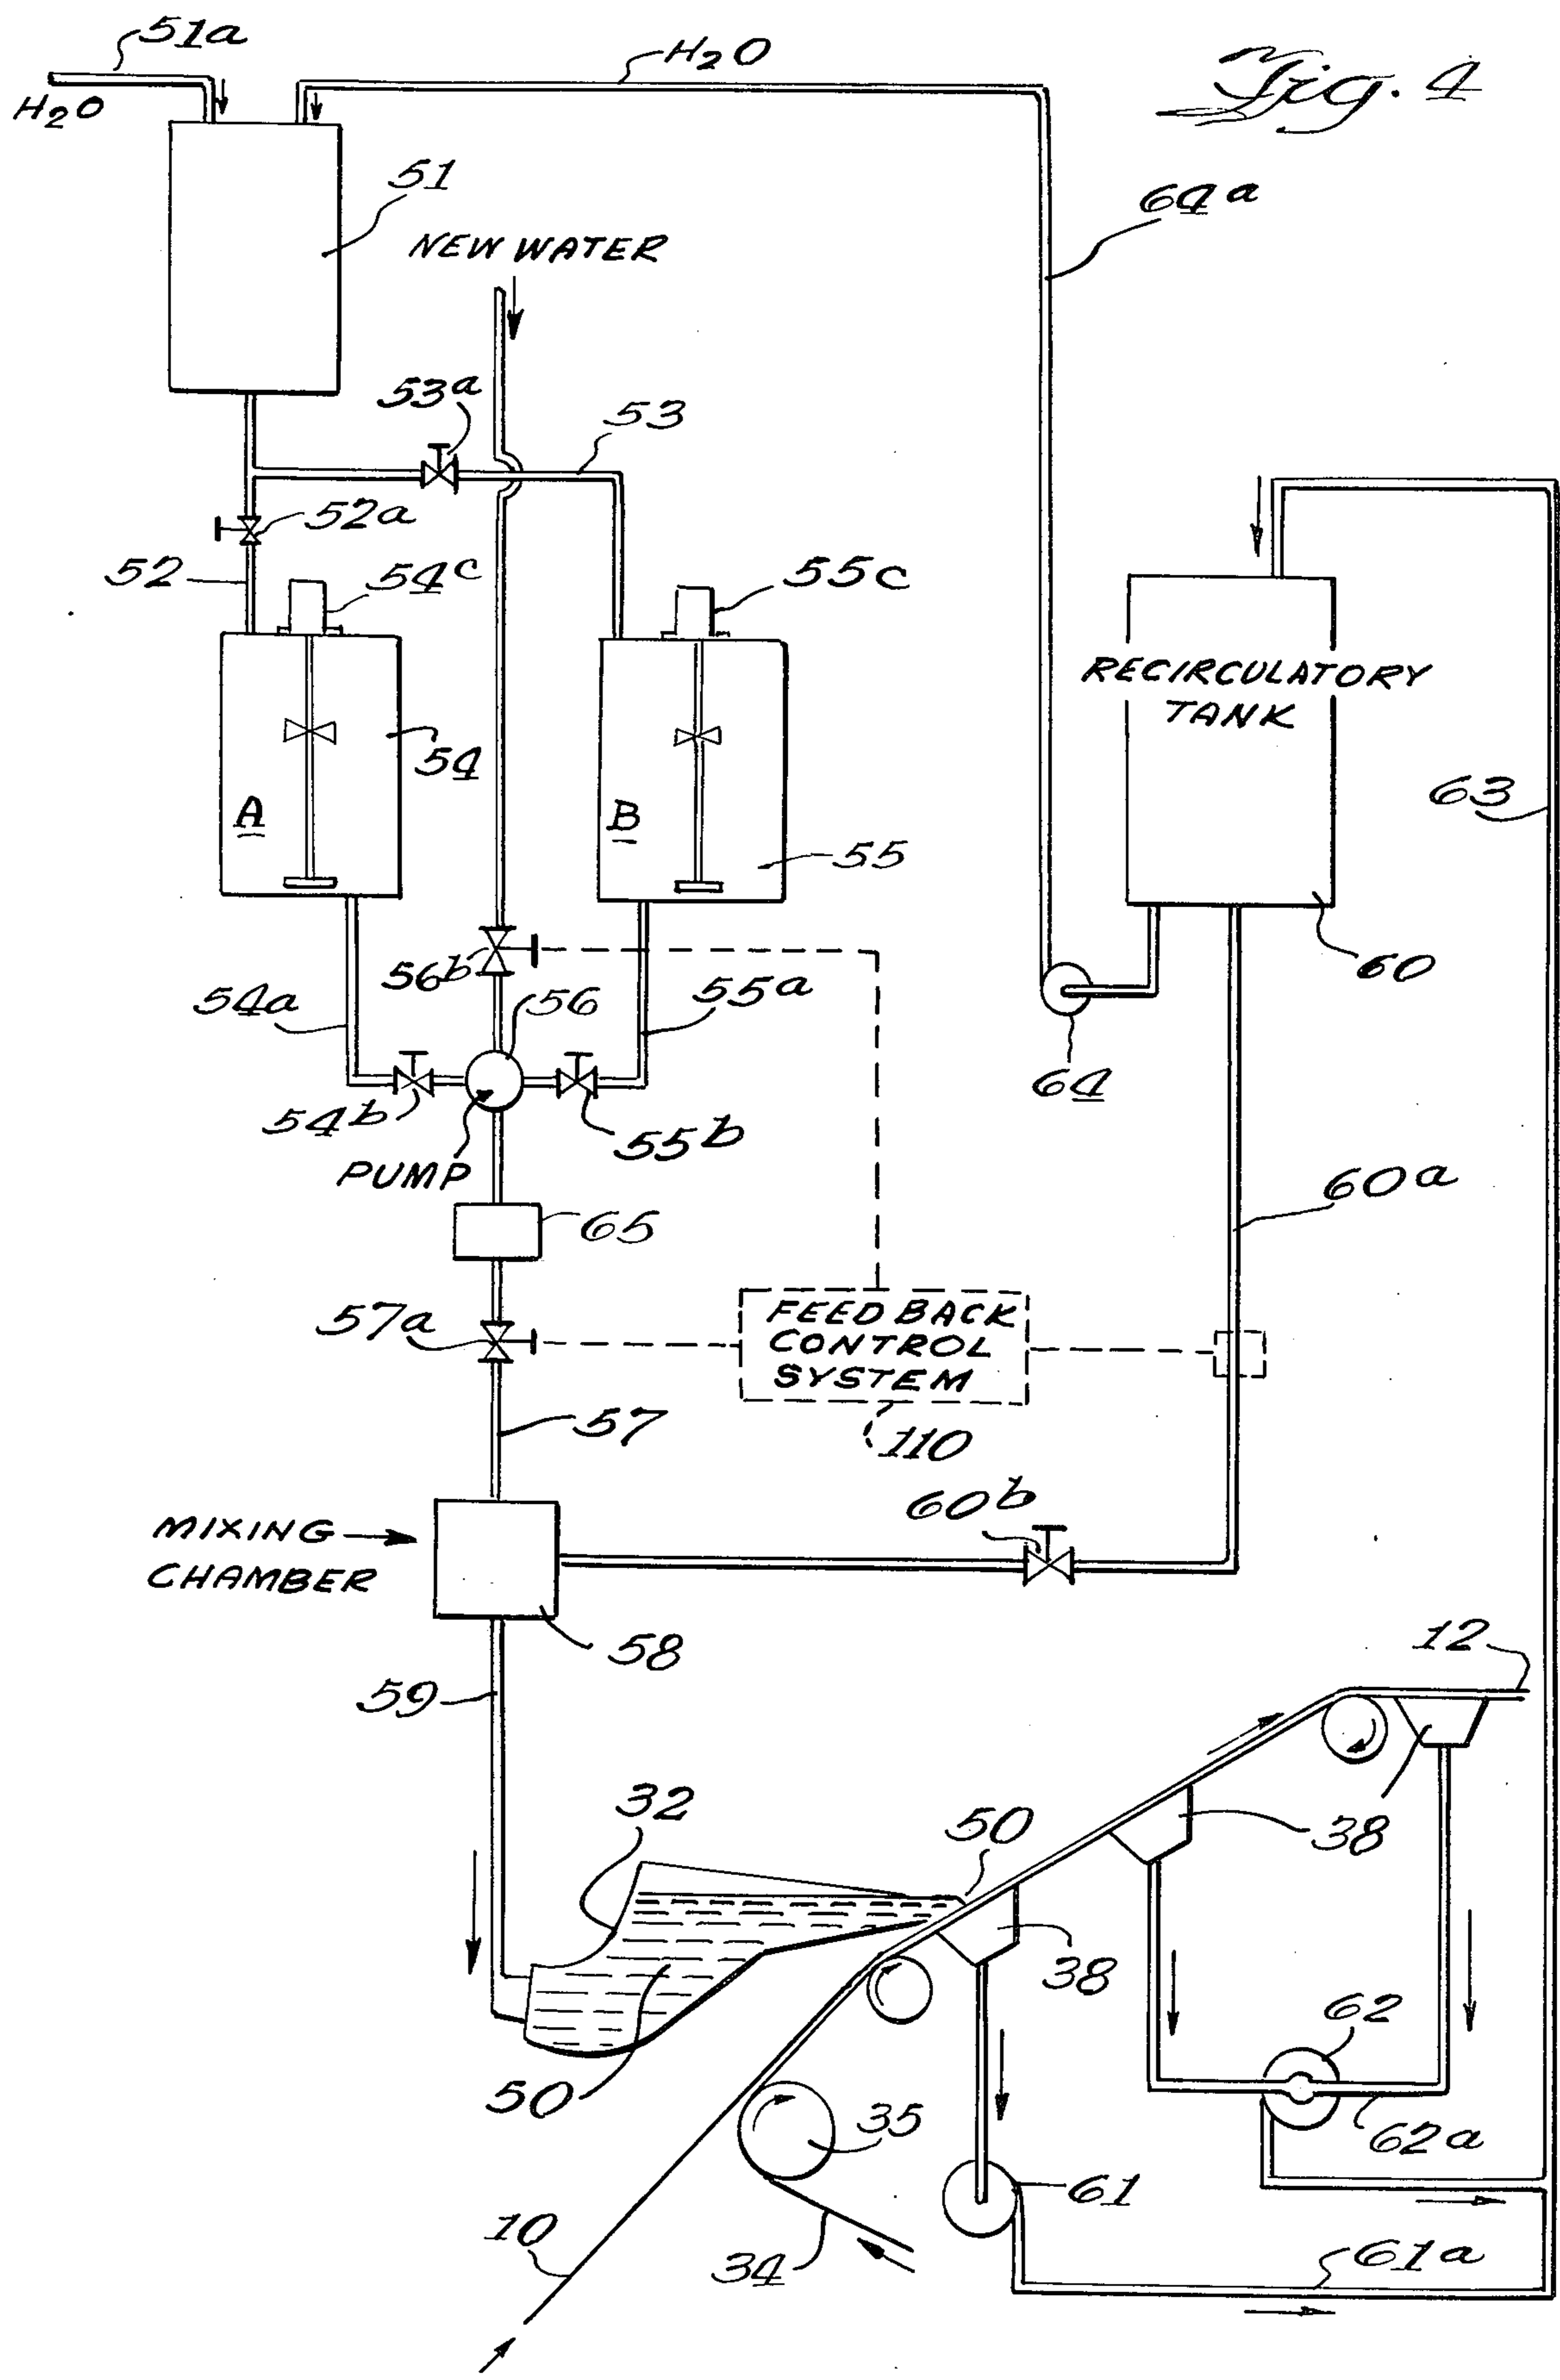 51a
H₂O
H₂O
Fig. 4
51
64a
NEW WATER
53a
53
52a
52
54c
55c
RECIRCULATORY
TANK
54
63
A
B
55
60
56b
54a
56
55a
64
54b
55b
PUMP
60a
65
57a
FEED BACK
CONTROL
SYSTEM
57
110
60b
MIXING
CHAMBER
58
12
59
32
50
38
38
62
50
35
62a
61
10
34
61a